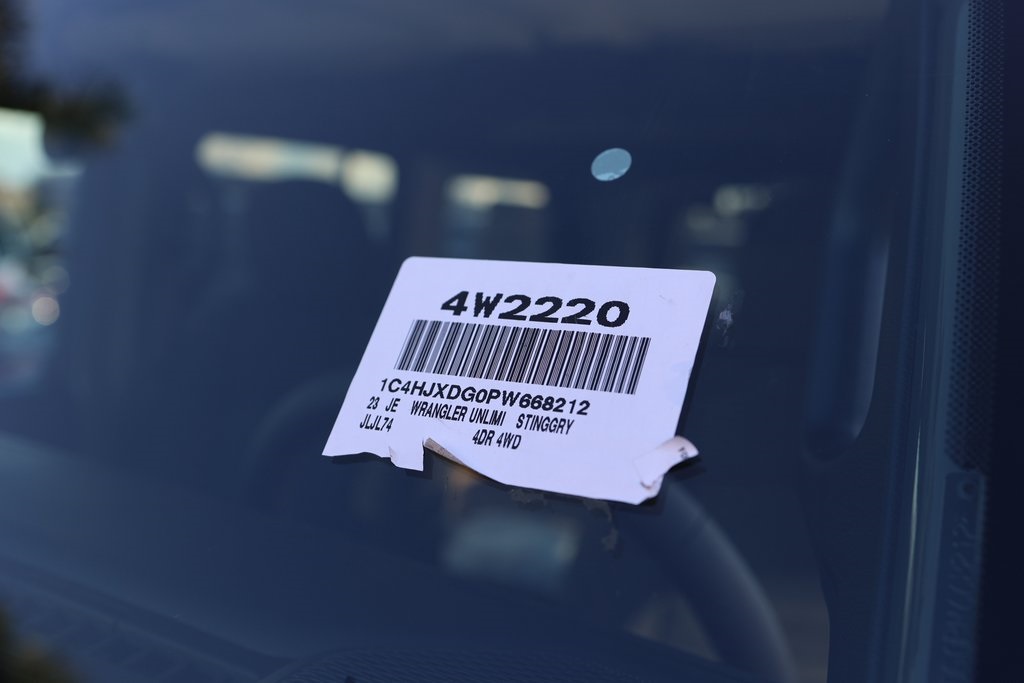 4W2220
1C4HJXDG0PW668212
23 JE WRANGLER UNLIMI STINGGRY
JLJL74 4DR 4WD